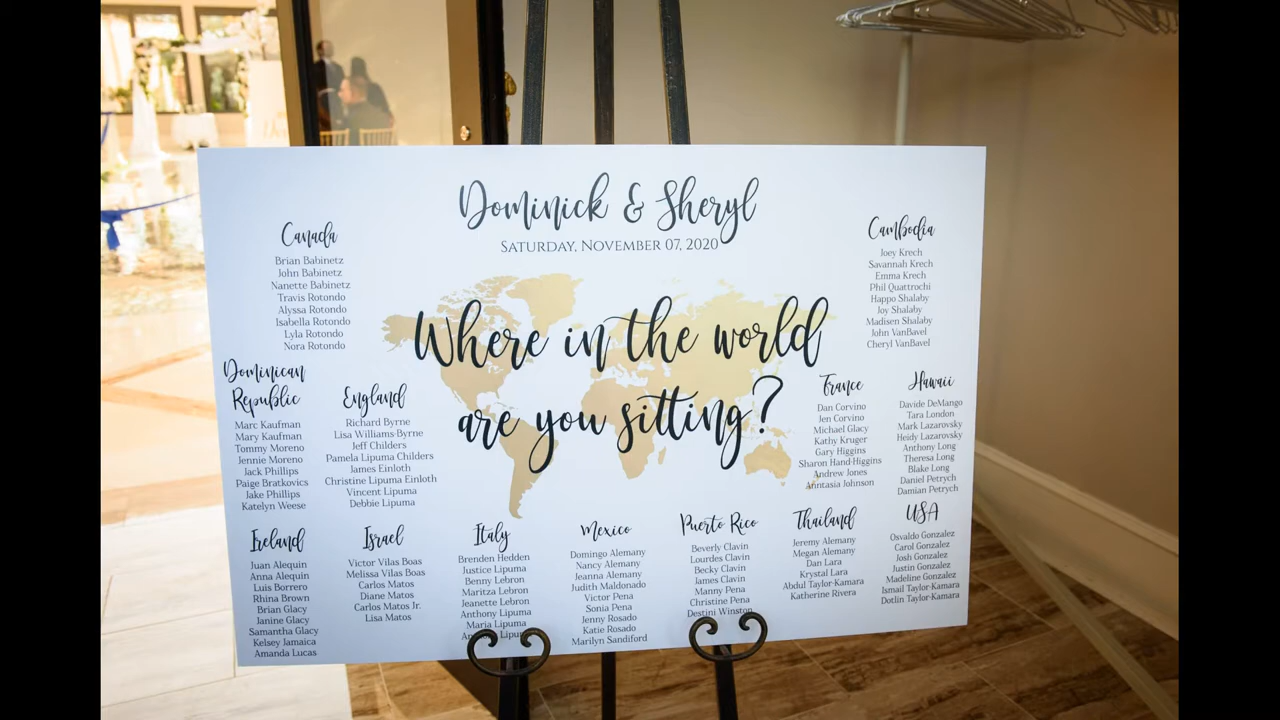 Dominick & Sheryl
SATURDAY, NOVEMBER 07, 2020
Where in the world
are you sitting?
Canada
Brian Babinetz
John Babinetz
Nanette Babinetz
Travis Rotondo
Alyssa Rotondo
Isabella Rotondo
Lyla Rotondo
Nora Rotondo
Cambodia
Joey Krech
Savannah Krech
Emma Krech
Phil Quattrochi
Happo Shalaby
Joy Shalaby
Madisen Shalaby
John VanBavel
Cheryl VanBavel
Dominican
Republic
Marc Kaufman
Mary Kaufman
Tommy Moreno
Jennie Moreno
Jack Phillips
Paige Bratkovics
Jake Phillips
Katelyn Weese
England
Richard Byrne
Lisa Williams-Byrne
Jeff Childers
Pamela Lipuma Childers
James Einloth
Christine Lipuma Einloth
Vincent Lipuma
Debbie Lipuma
France
Dan Corvino
Jen Corvino
Michael Glacy
Kathy Kruger
Gary Higgins
Sharon Hand-Higgins
Andrew Jones
Anntasia Johnson
Hawaii
Davide DeMango
Tara London
Mark Lazarovsky
Heidy Lazarovsky
Anthony Long
Theresa Long
Blake Long
Daniel Petrych
Damian Petrych
Ireland
Juan Alequin
Anna Alequin
Luis Borrero
Rhina Brown
Brian Glacy
Janine Glacy
Samantha Glacy
Kelsey Jamaica
Amanda Lucas
Israel
Victor Vilas Boas
Melissa Vilas Boas
Carlos Matos
Diane Matos
Carlos Matos Jr.
Lisa Matos
Italy
Brenden Hedden
Justice Lipuma
Benny Lebron
Maritza Lebron
Jeanette Lebron
Anthony Lipuma
Maria Lipuma
Lipuma
Mexico
Domingo Alemany
Nancy Alemany
Jeanna Alemany
Judith Maldonado
Victor Pena
Sonia Pena
Jenny Rosado
Katie Rosado
Marilyn Sandiford
Puerto Rico
Beverly Clavin
Lourdes Clavin
Becky Clavin
James Clavin
Manny Pena
Christine Pena
Destini Winston
Thailand
Jeremy Alemany
Megan Alemany
Dan Lara
Krystal Lara
Abdul Taylor-Kamara
Katherine Rivera
USA
Osvaldo Gonzalez
Carol Gonzalez
Josh Gonzalez
Justin Gonzalez
Madeline Gonzalez
Ismail Taylor-Kamara
Dotlin Taylor-Kamara